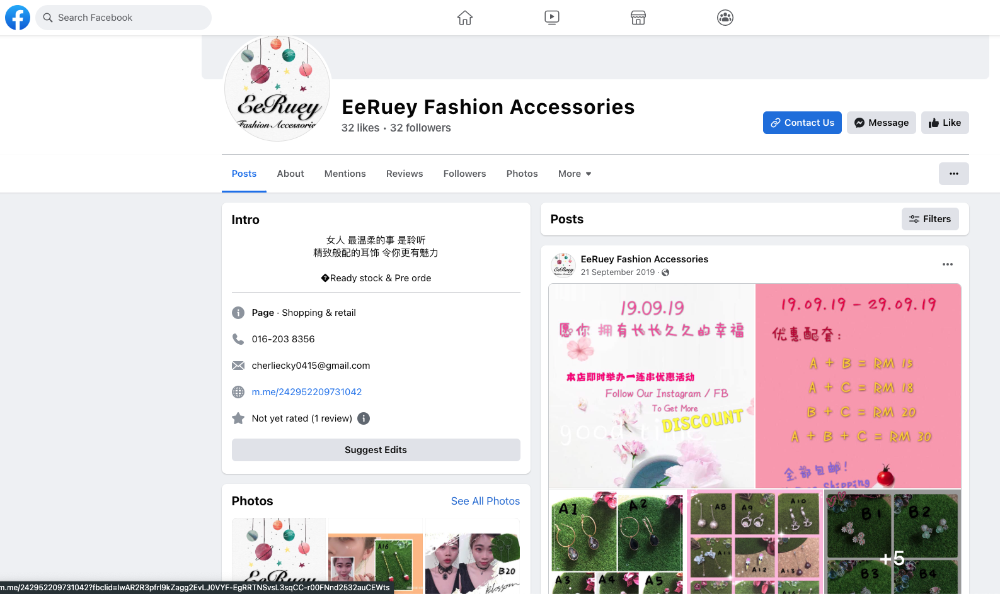 Search Facebook
EeRuey
Fashion Accessorie
EeRuey Fashion Accessories
32 likes • 32 followers
Contact Us
Message
Like
Posts
About
Mentions
Reviews
Followers
Photos
More
Intro
女人 最温柔的事 是聆听
精致般配的耳饰 令你更有魅力
�Ready stock & Pre orde
Page · Shopping & retail
016-203 8356
cherliecky0415@gmail.com
m.me/242952209731042
Not yet rated (1 review)
Suggest Edits
Photos
See All Photos
EeRuey
A16
B20
Blossom
m.me/242952209731042?fbclid=IwAR2R3pfrI9kZagg2EvLJ0VYF-EgRRTNSvsL3sqCC-r00FNnd2532auCEWts
Posts
Filters
EeRuey Fashion Accessories
21 September 2019 ·
19.09.19
愿你 拥有长长久久的幸福
本店即时举办一连串优惠活动
Follow Our Instagram / FB
To Get More
DISCOUNT
good time
19.09.19 - 29.09.19
优惠配套：
A + B = RM 15
A + C = RM 18
B + C = RM 20
A + B + C = RM 30
全部包邮！
Shipping
A1
A2
A3
A4
A5
A8
A9
A10
A11
A12
A13
B1
B2
B3
B4
+5